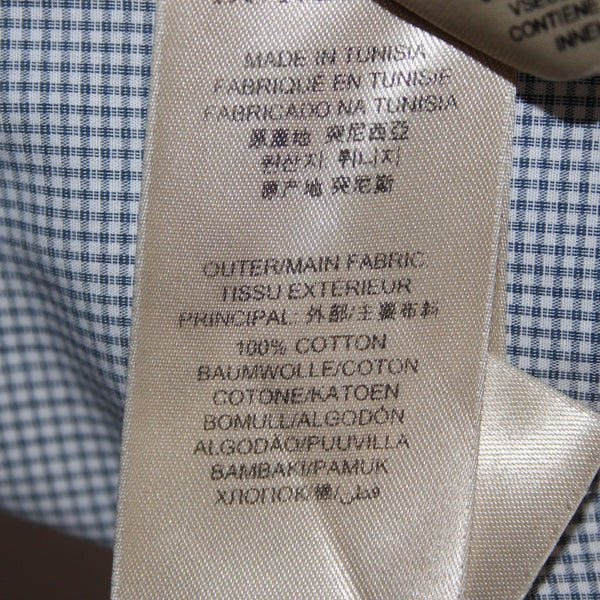 MADE IN TUNISIA
FABRIQUÉ EN TUNISIE
FABRICADO NA TUNISIA
原產地 突尼西亞
원산지 튀니지
原产地 突尼斯
OUTER/MAIN FABRIC
TISSU EXTERIEUR
PRINCIPAL: 外部/主要布料
100% COTTON
BAUMWOLLE/COTON
COTONE/KATOEN
BOMULL/ALGODÓN
ALGODÃO/PUUVILLA
BAMBAKI/PAMUK
ХЛОПОК/棉/قطن
CONTIENE